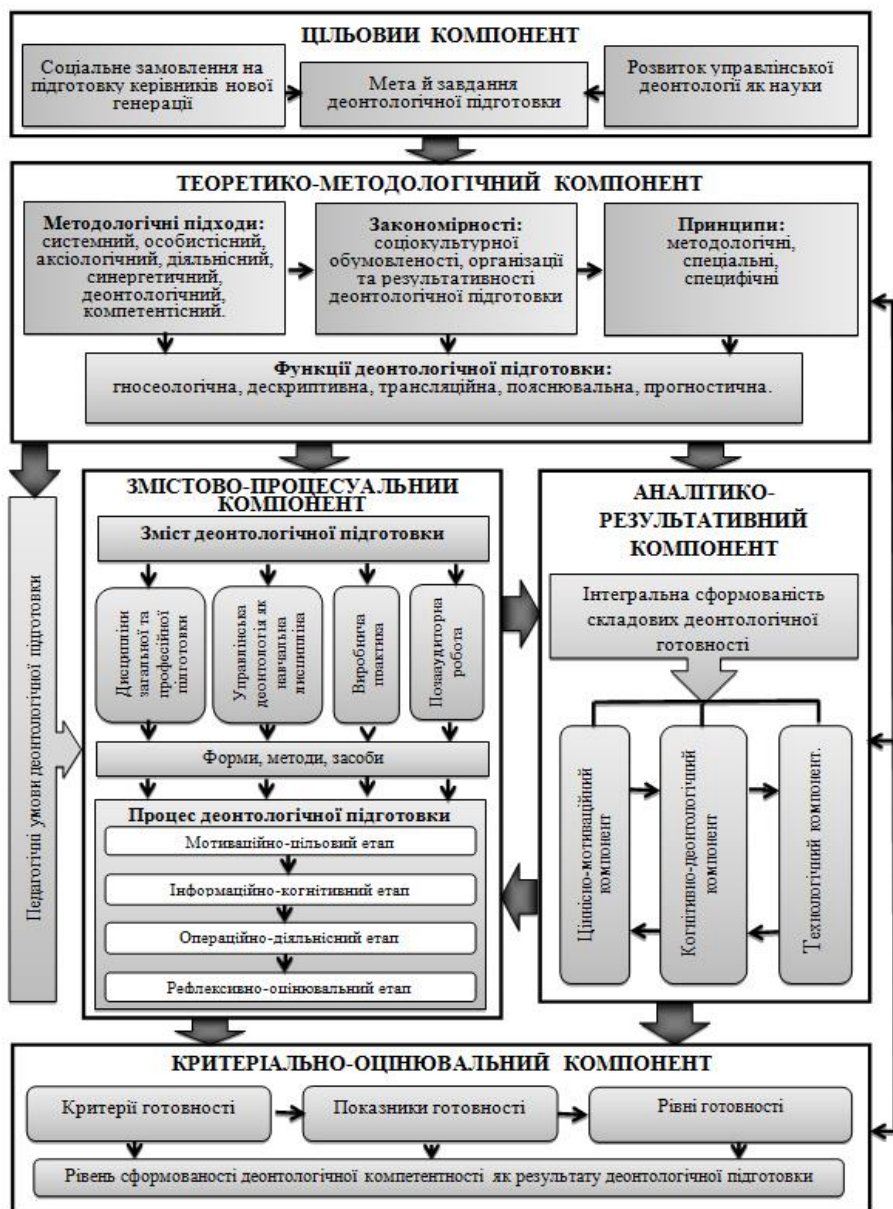 ЦІЛЬОВИЙ КОМПОНЕНТ
Соціальне замовлення на
підготовку керівників нової
генерації
Мета й завдання
деонтологічної підготовки
Розвиток управлінської
деонтології як науки
ТЕОРЕТИКО-МЕТОДОЛОГІЧНИЙ КОМПОНЕНТ
Методологічні підходи:
системний, особистісний,
аксіологічний, діяльнісний,
синергетичний,
деонтологічний,
компетентісний.
Закономірності:
соціокультурної
обумовленості, організації
та результативності
деонтологічної підготовки
Принципи:
методологічні,
спеціальні,
специфічні
Функції деонтологічної підготовки:
гносеологічна, дескриптивна, трансляційна, пояснювальна, прогностична.
Педагогічні умови деонтологічної підготовки
ЗМІСТОВО-ПРОЦЕСУАЛЬНИЙ
КОМПОНЕНТ
Зміст деонтологічної підготовки
Дисципліни
загальної та
професійної
підготовки
Управлінська
деонтологія як
навчальна
дисципліна
Виробнича
практика
Позааудиторна
робота
Форми, методи, засоби
Процес деонтологічної підготовки
Мотиваційно-цільовий етап
Інформаційно-когнітивний етап
Операційно-діяльнісний етап
Рефлексивно-оцінювальний етап
АНАЛІТИКО-
РЕЗУЛЬТАТИВНИЙ
КОМПОНЕНТ
Інтегральна сформованість
складових деонтологічної
готовності
Ціннісно-мотиваційний
компонент
Когнітивно-деонтологічний
компонент
Технологічний компонент.
КРИТЕРІАЛЬНО-ОЦІНЮВАЛЬНИЙ КОМПОНЕНТ
Критерії готовності
Показники готовності
Рівні готовності
Рівень сформованості деонтологічної компетентності як результату деонтологічної підготовки